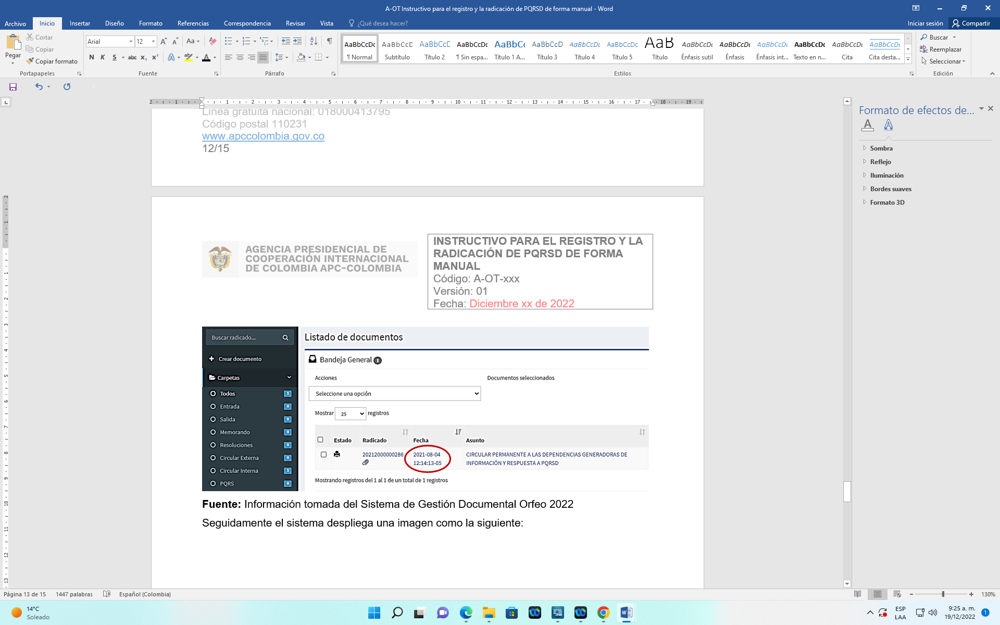 A-OT Instructivo para el registro y la radicación de PQRSD de forma manual - Word
Archivo Inicio Insertar Diseño Formato Referencias Correspondencia Revisar Vista ¿Qué desea hacer? Iniciar sesión Compartir
Pegar
Cortar
Copiar
Copiar formato
Portapapeles
Arial 12
N K S abc x₂ x²
Fuente
Párrafo
AaBbCcDc AaBbCcD AaBbCcD AaBbCcDc AaBbCc AaBbCcD AaBbCcDc AaBbCcDc AaB AaBbCcDc AaBbCcDc AaBbCcDc AaBbCcDc AaBbCcDc AaBbCcDc
¶ Normal Subtítulo Título 2 ¶ Sin espa... Título 1 A... Título 3 Título 4 Título 5 Título Énfasis sutil Énfasis Énfasis int... Texto en n... Cita Cita desta...
Estilos
Buscar
Reemplazar
Seleccionar
Edición
2 1 1 2 3 4 5 6 7 8 9 10 11 12 13 14 15 16 17 18 19
Línea gratuita nacional: 018000413795
Código postal 110231
www.apccolombia.gov.co
12/15
AGENCIA PRESIDENCIAL DE
COOPERACIÓN INTERNACIONAL
DE COLOMBIA APC-COLOMBIA
INSTRUCTIVO PARA EL REGISTRO Y LA
RADICACIÓN DE PQRSD DE FORMA
MANUAL
Código: A-OT-xxx
Versión: 01
Fecha: Diciembre xx de 2022
Buscar radicado...
Crear documento
Carpetas
Todos 1
Entrada 0
Salida 0
Memorando 0
Resoluciones 0
Circular Externa 0
Circular Interna 1
PQRS 0
Listado de documentos
Bandeja General 1
Acciones Documentos seleccionados
Seleccione una opción
Mostrar 25 registros
Estado Radicado Fecha Asunto
20212000000286 2021-08-04 CIRCULAR PERMANENTE A LAS DEPENDENCIAS GENERADORAS DE
12:14:13-05 INFORMACIÓN Y RESPUESTA A PQRSD
Mostrando registros del 1 al 1 de un total de 1 registros
Fuente: Información tomada del Sistema de Gestión Documental Orfeo 2022
Seguidamente el sistema despliega una imagen como la siguiente:
Formato de efectos de...
Sombra
Reflejo
Iluminación
Bordes suaves
Formato 3D
Página 13 de 15 1447 palabras Español (Colombia) 130%
14°C
Soleado
ESP
LAA
9:25 a. m.
19/12/2022
1